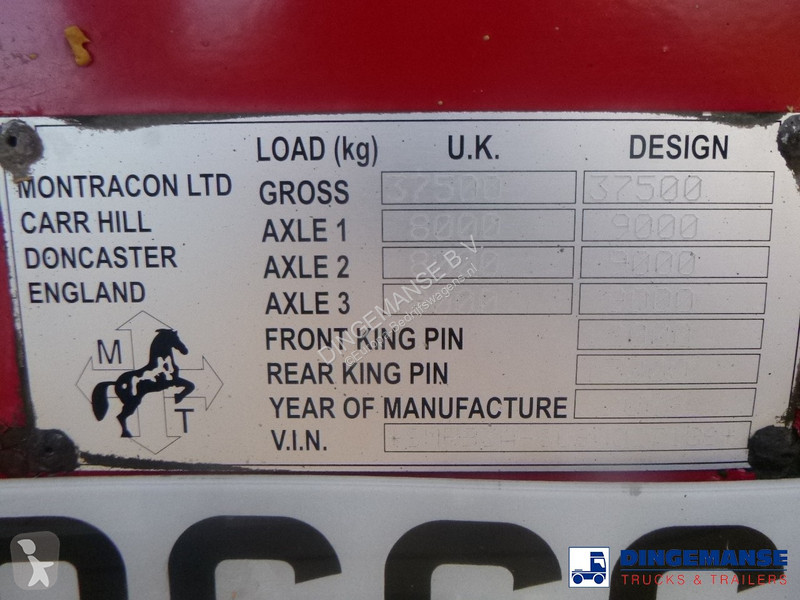 LOAD (kg) U.K. DESIGN
MONTRACON LTD
CARR HILL
DONCASTER
ENGLAND
GROSS 37500 37500
AXLE 1 8000 9000
AXLE 2 9000
AXLE 3
FRONT KING PIN
REAR KING PIN
YEAR OF MANUFACTURE
V.I.N.
M
T
DINGEMANSE B.V.
DINGEMANSE
TRUCKS & TRAILERS